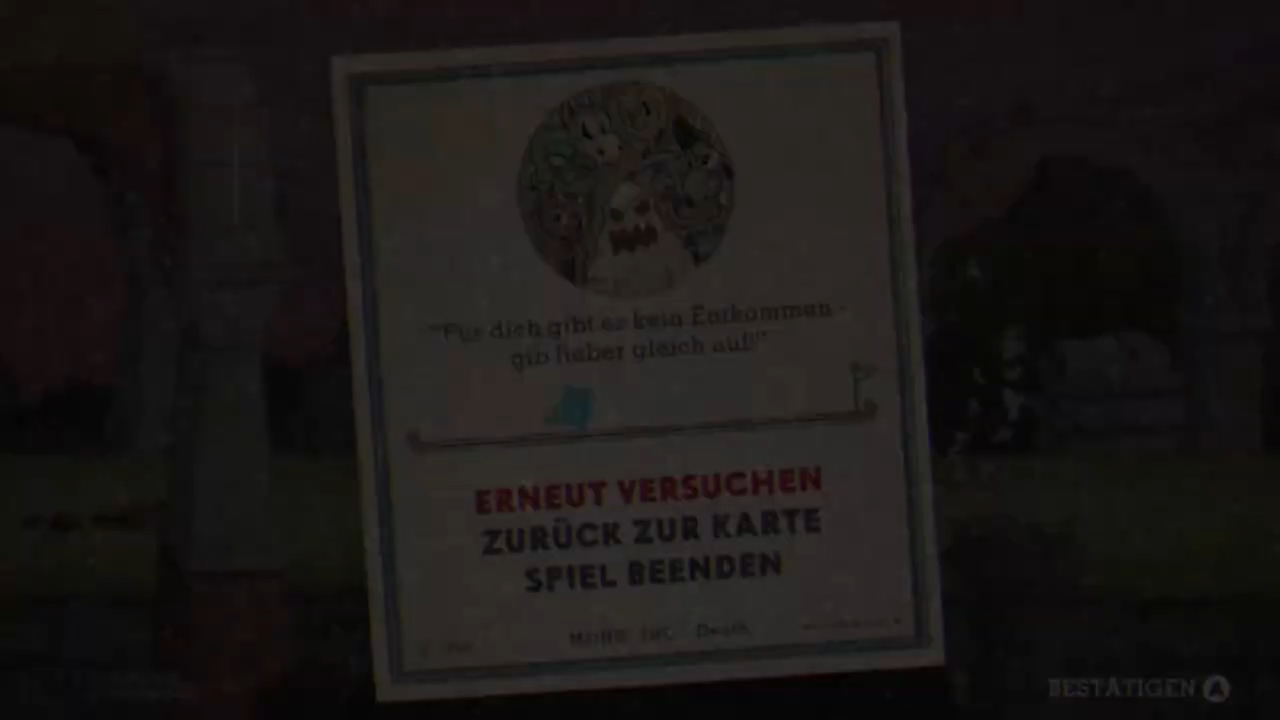 "Für dich gibt es kein Entkommen -
gib lieber gleich auf!"
ERNEUT VERSUCHEN
ZURÜCK ZUR KARTE
SPIEL BEENDEN
BESTÄTIGEN A